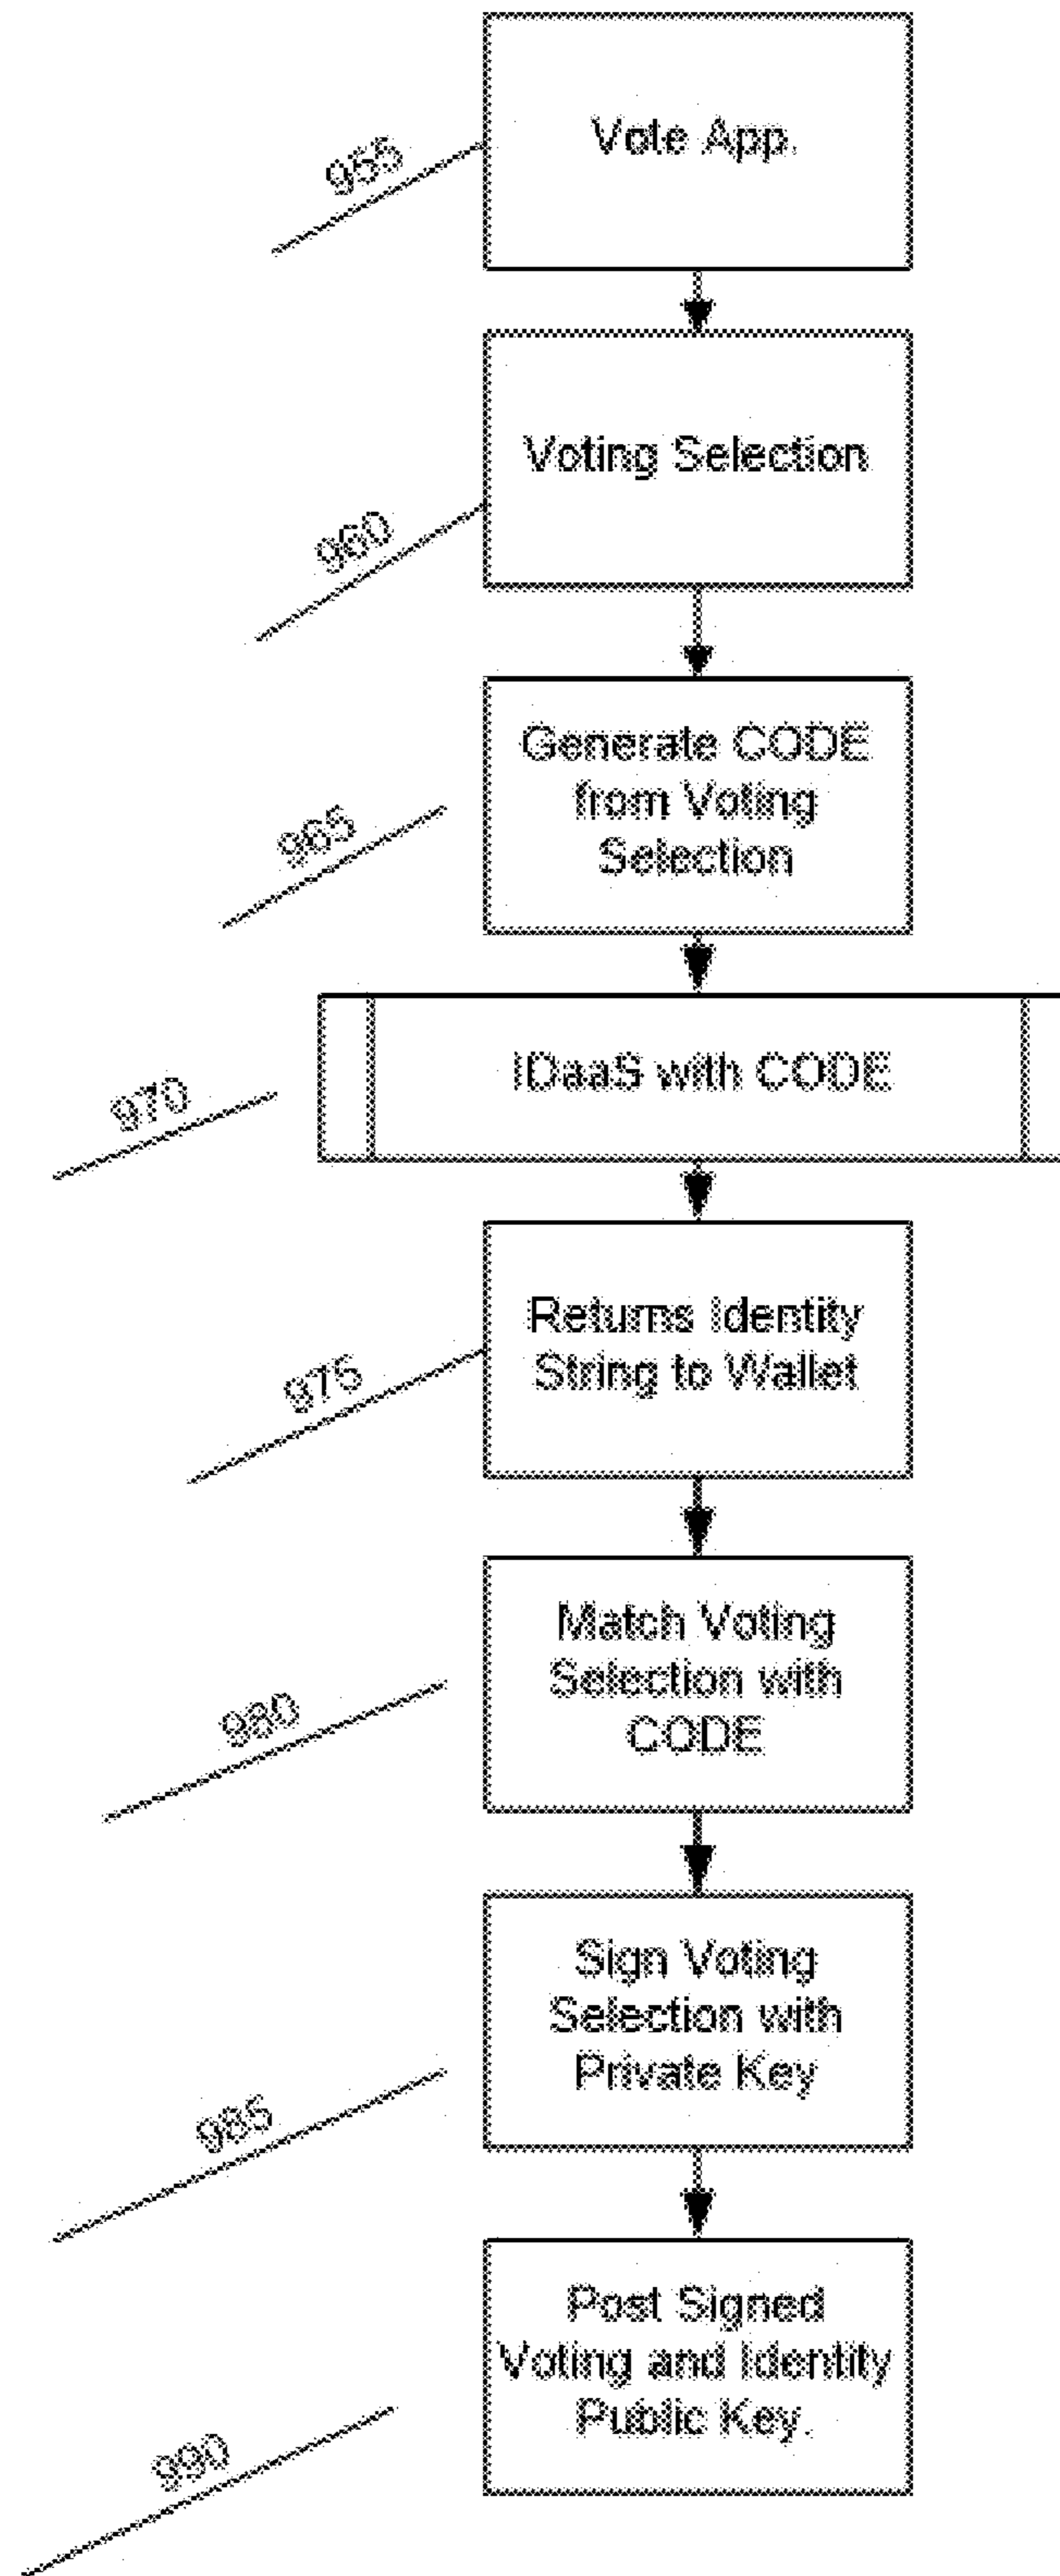 Vote App.
955
Voting Selection
960
Generate CODE
from Voting
Selection
965
IDaaS with CODE
970
Returns Identity
String to Wallet
975
Match Voting
Selection with
CODE
980
Sign Voting
Selection with
Private Key
985
Post Signed
Voting and Identity
Public Key.
990